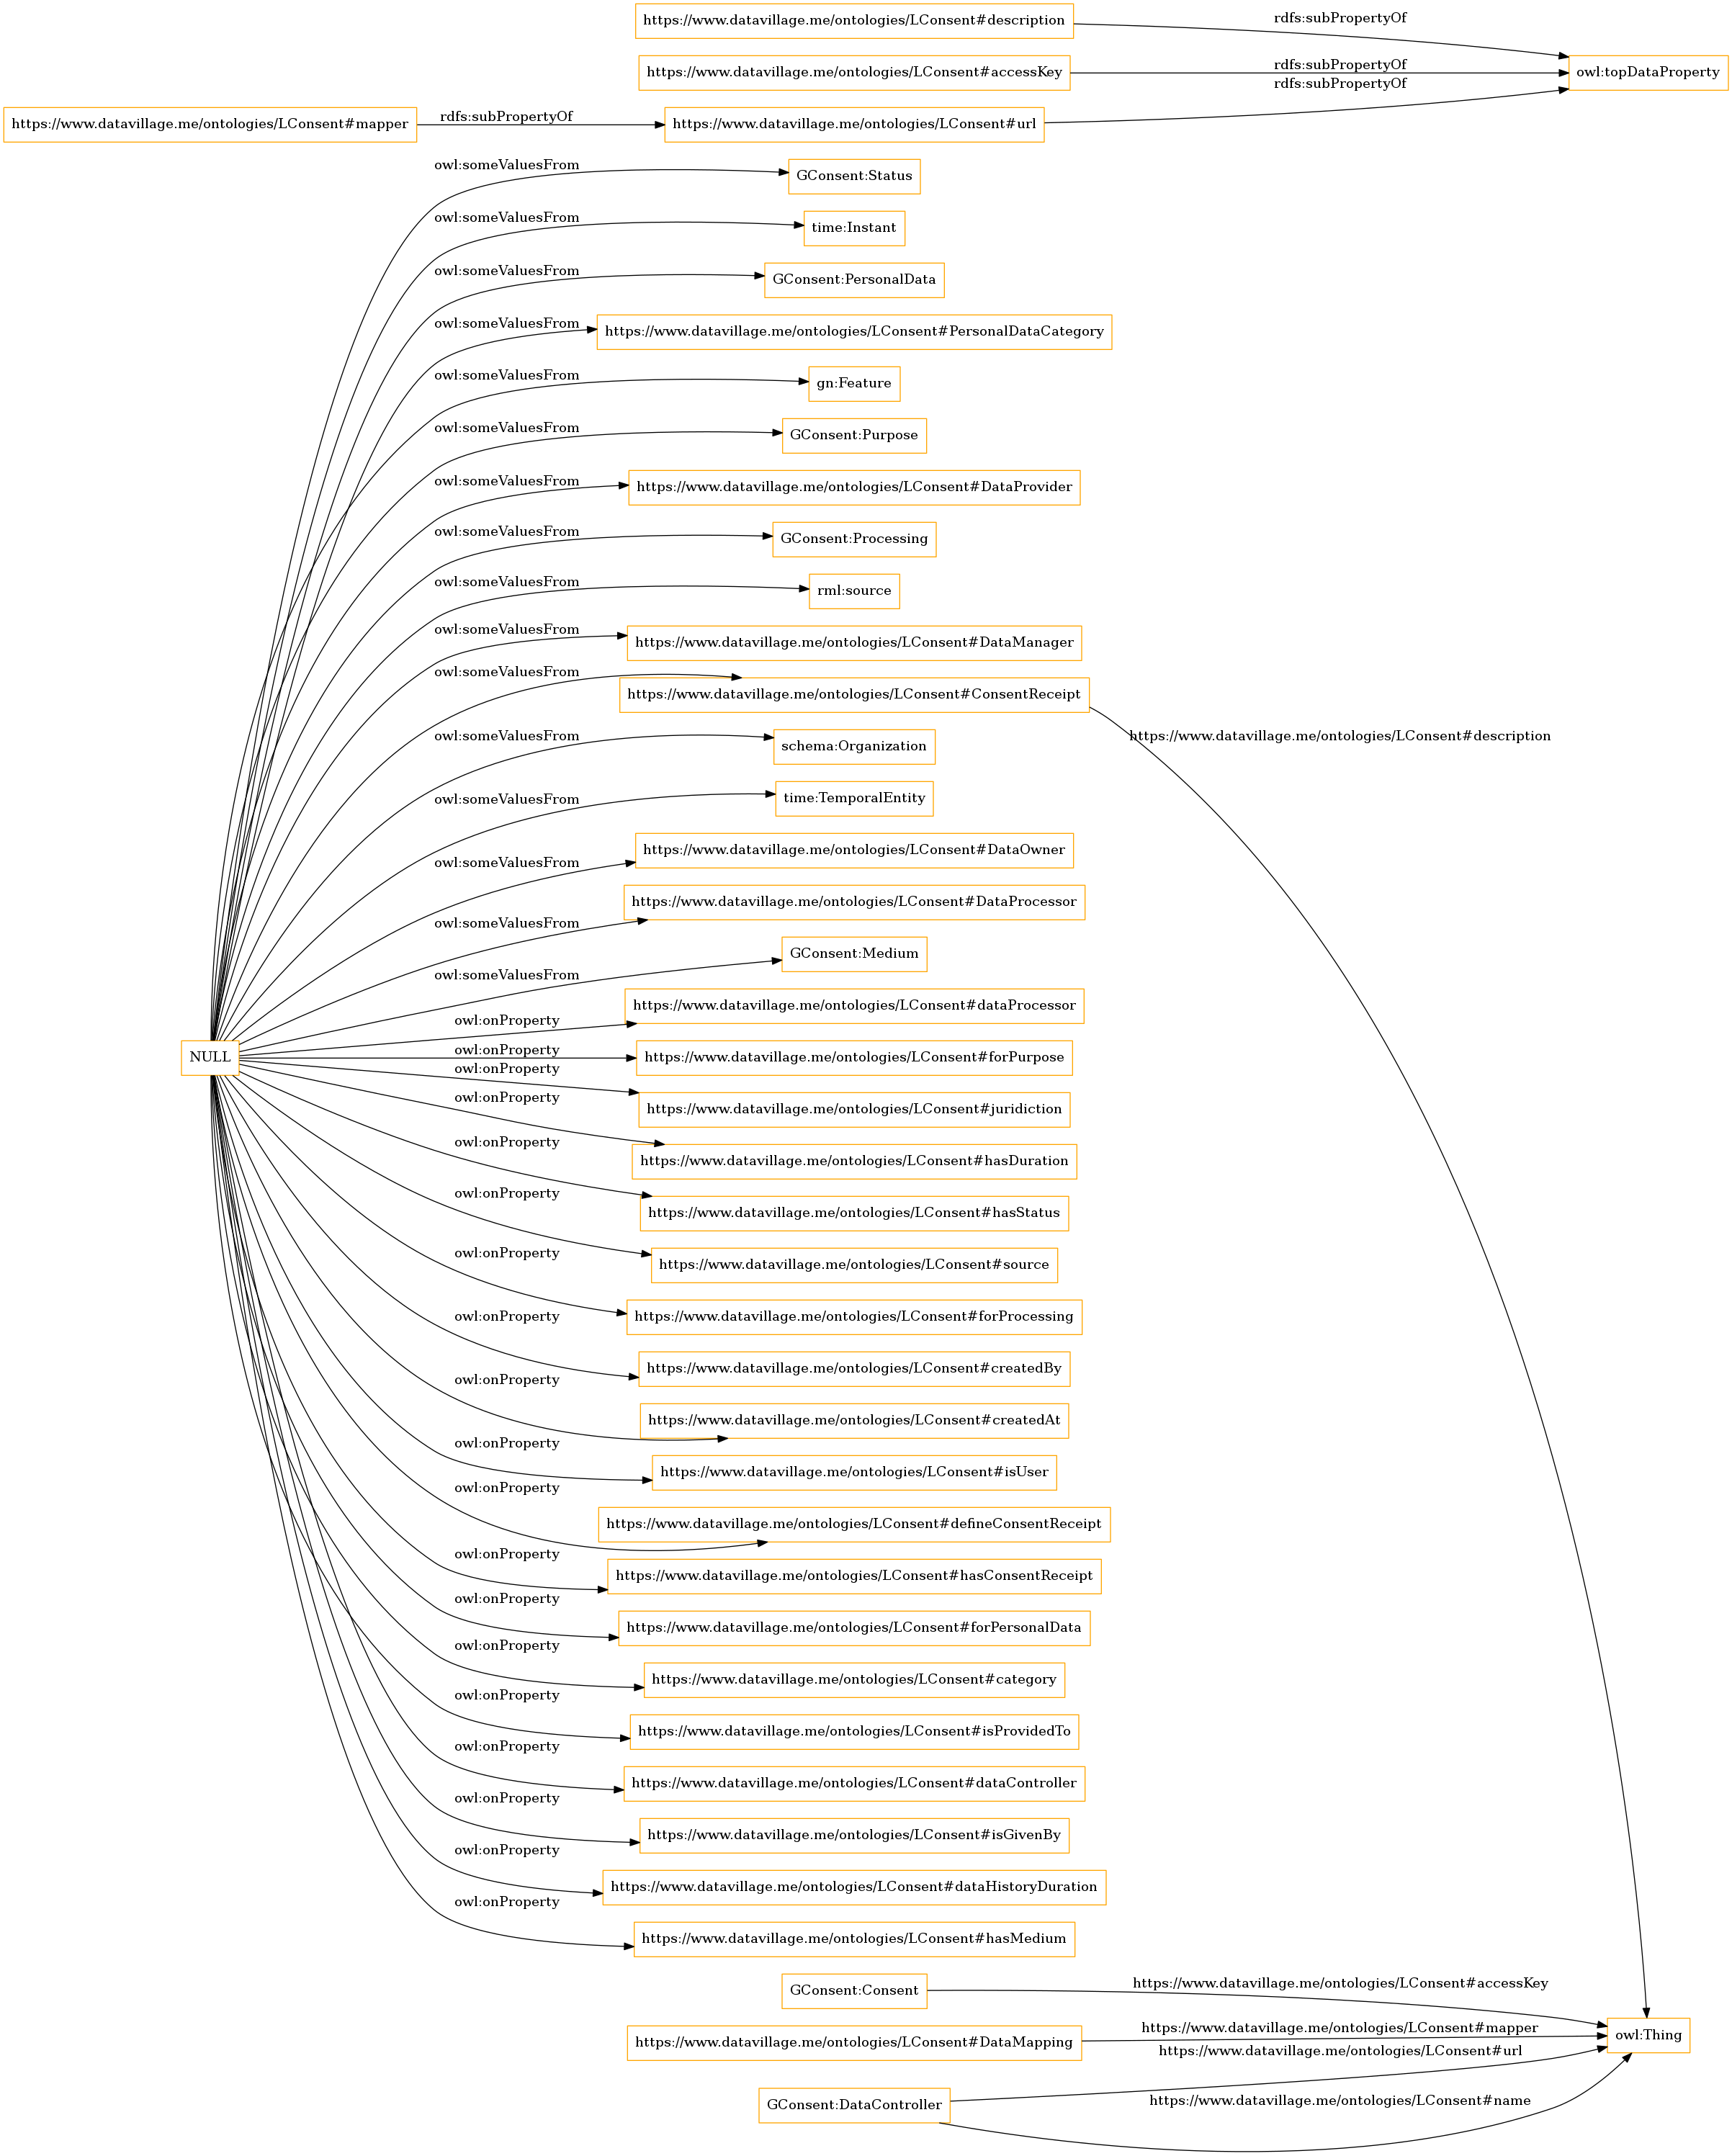 https://www.datavillage.me/ontologies/LConsent#description
rdfs:subPropertyOf
https://www.datavillage.me/ontologies/LConsent#accessKey
rdfs:subPropertyOf
owl:topDataProperty
rdfs:subPropertyOf
https://www.datavillage.me/ontologies/LConsent#mapper
rdfs:subPropertyOf
https://www.datavillage.me/ontologies/LConsent#url
owl:someValuesFrom
GConsent:Status
owl:someValuesFrom
time:Instant
owl:someValuesFrom
GConsent:PersonalData
owl:someValuesFrom
https://www.datavillage.me/ontologies/LConsent#PersonalDataCategory
owl:someValuesFrom
gn:Feature
owl:someValuesFrom
GConsent:Purpose
owl:someValuesFrom
https://www.datavillage.me/ontologies/LConsent#DataProvider
owl:someValuesFrom
GConsent:Processing
owl:someValuesFrom
rml:source
owl:someValuesFrom
https://www.datavillage.me/ontologies/LConsent#DataManager
owl:someValuesFrom
https://www.datavillage.me/ontologies/LConsent#ConsentReceipt
https://www.datavillage.me/ontologies/LConsent#description
owl:someValuesFrom
schema:Organization
owl:someValuesFrom
time:TemporalEntity
owl:someValuesFrom
https://www.datavillage.me/ontologies/LConsent#DataOwner
owl:someValuesFrom
https://www.datavillage.me/ontologies/LConsent#DataProcessor
owl:someValuesFrom
GConsent:Medium
NULL
owl:onProperty
https://www.datavillage.me/ontologies/LConsent#dataProcessor
owl:onProperty
https://www.datavillage.me/ontologies/LConsent#forPurpose
owl:onProperty
https://www.datavillage.me/ontologies/LConsent#juridiction
owl:onProperty
https://www.datavillage.me/ontologies/LConsent#hasDuration
owl:onProperty
https://www.datavillage.me/ontologies/LConsent#hasStatus
owl:onProperty
https://www.datavillage.me/ontologies/LConsent#source
owl:onProperty
https://www.datavillage.me/ontologies/LConsent#forProcessing
owl:onProperty
https://www.datavillage.me/ontologies/LConsent#createdBy
owl:onProperty
https://www.datavillage.me/ontologies/LConsent#createdAt
owl:onProperty
https://www.datavillage.me/ontologies/LConsent#isUser
owl:onProperty
https://www.datavillage.me/ontologies/LConsent#defineConsentReceipt
owl:onProperty
https://www.datavillage.me/ontologies/LConsent#hasConsentReceipt
owl:onProperty
https://www.datavillage.me/ontologies/LConsent#forPersonalData
owl:onProperty
https://www.datavillage.me/ontologies/LConsent#category
owl:onProperty
https://www.datavillage.me/ontologies/LConsent#isProvidedTo
owl:onProperty
https://www.datavillage.me/ontologies/LConsent#dataController
owl:onProperty
https://www.datavillage.me/ontologies/LConsent#isGivenBy
owl:onProperty
https://www.datavillage.me/ontologies/LConsent#dataHistoryDuration
owl:onProperty
https://www.datavillage.me/ontologies/LConsent#hasMedium
GConsent:Consent
https://www.datavillage.me/ontologies/LConsent#accessKey
https://www.datavillage.me/ontologies/LConsent#DataMapping
https://www.datavillage.me/ontologies/LConsent#mapper
owl:Thing
https://www.datavillage.me/ontologies/LConsent#url
GConsent:DataController
https://www.datavillage.me/ontologies/LConsent#name